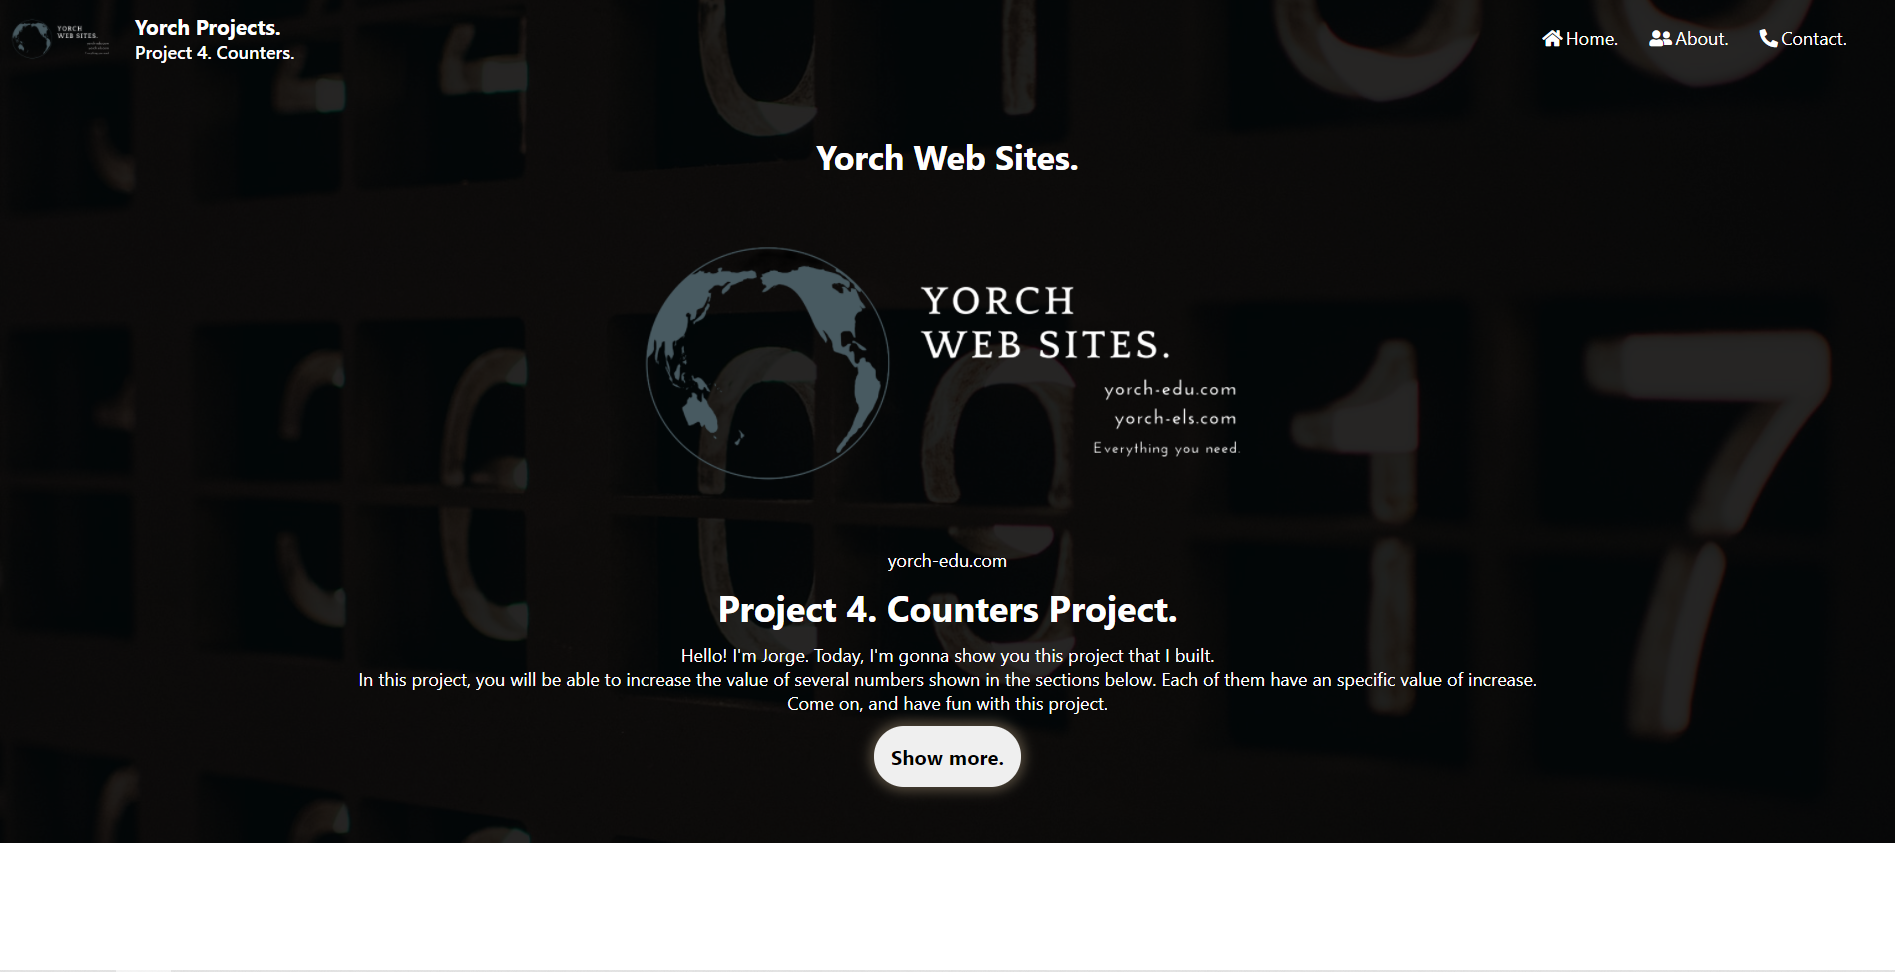 YORCH
WEB SITES.
Yorch Projects.
Project 4. Counters.
Home.
About.
Contact.
Yorch Web Sites.
YORCH
WEB SITES.
yorch-edu.com
yorch-els.com
Everything you need.
yorch-edu.com
Project 4. Counters Project.
Hello! I'm Jorge. Today, I'm gonna show you this project that I built.
In this project, you will be able to increase the value of several numbers shown in the sections below. Each of them have an specific value of increase.
Come on, and have fun with this project.
Show more.